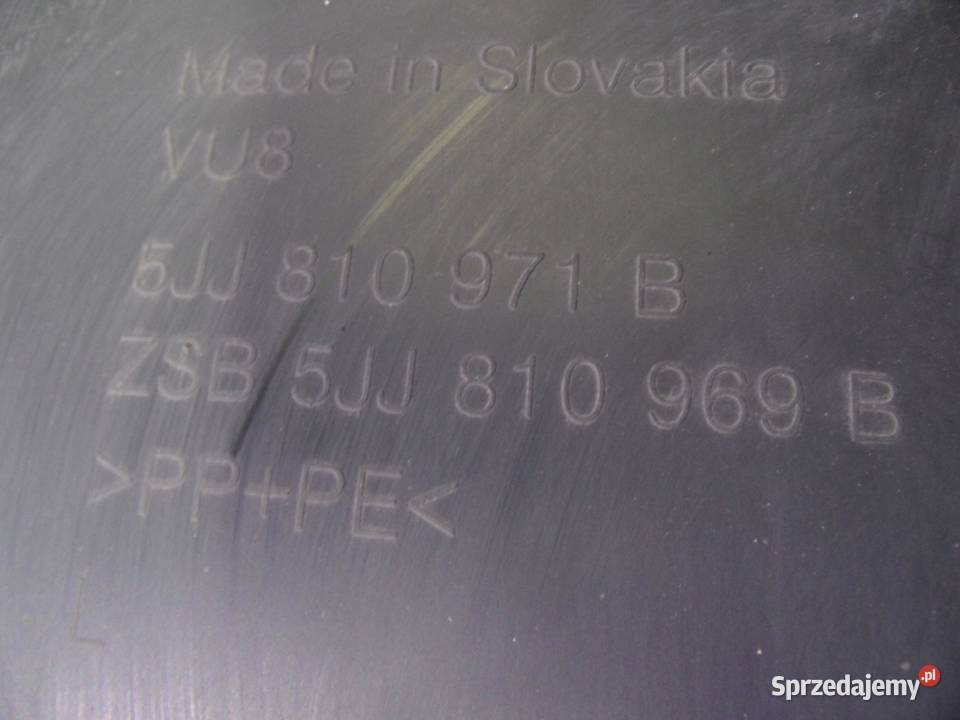 Made in Slovakia
VU8
5JJ 810 971 B
ZSB 5JJ 810 969 B
>PP+PE<
Sprzedajemy.pl